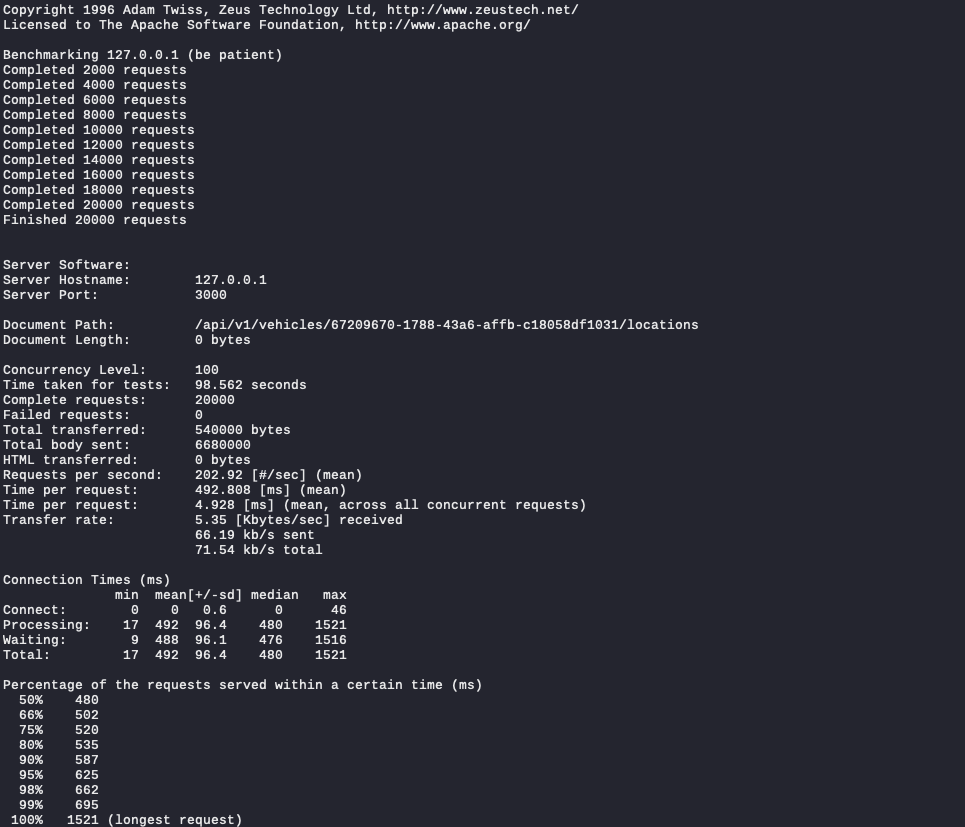 Copyright 1996 Adam Twiss, Zeus Technology Ltd, http://www.zeustech.net/
Licensed to The Apache Software Foundation, http://www.apache.org/

Benchmarking 127.0.0.1 (be patient)
Completed 2000 requests
Completed 4000 requests
Completed 6000 requests
Completed 8000 requests
Completed 10000 requests
Completed 12000 requests
Completed 14000 requests
Completed 16000 requests
Completed 18000 requests
Completed 20000 requests
Finished 20000 requests


Server Software:
Server Hostname:        127.0.0.1
Server Port:            3000

Document Path:          /api/v1/vehicles/67209670-1788-43a6-affb-c18058df1031/locations
Document Length:        0 bytes

Concurrency Level:      100
Time taken for tests:   98.562 seconds
Complete requests:      20000
Failed requests:        0
Total transferred:      540000 bytes
Total body sent:        6680000
HTML transferred:       0 bytes
Requests per second:    202.92 [#/sec] (mean)
Time per request:       492.808 [ms] (mean)
Time per request:       4.928 [ms] (mean, across all concurrent requests)
Transfer rate:          5.35 [Kbytes/sec] received
                        66.19 kb/s sent
                        71.54 kb/s total

Connection Times (ms)
              min  mean[+/-sd] median   max
Connect:        0    0   0.6      0      46
Processing:    17  492  96.4    480    1521
Waiting:        9  488  96.1    476    1516
Total:         17  492  96.4    480    1521

Percentage of the requests served within a certain time (ms)
  50%    480
  66%    502
  75%    520
  80%    535
  90%    587
  95%    625
  98%    662
  99%    695
 100%   1521 (longest request)